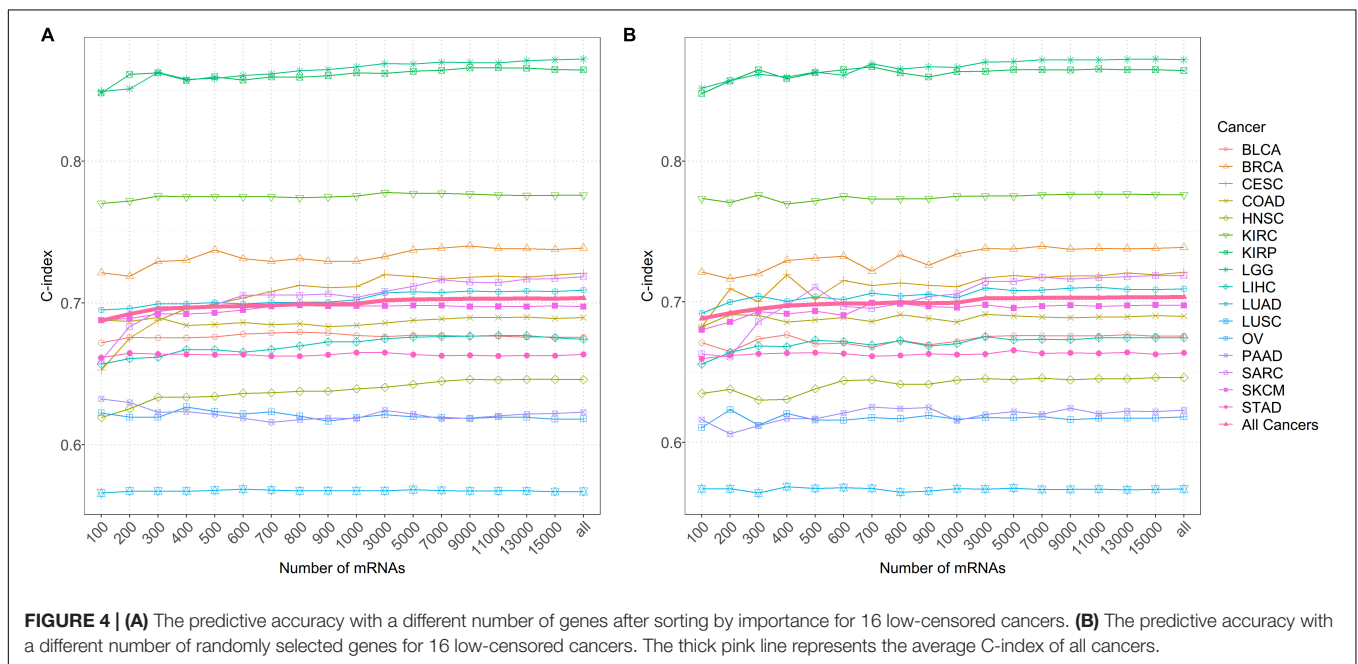 A
B
0.8
0.7
0.6
C-index
100
200
300
400
500
600
700
800
900
1000
3000
5000
7000
9000
11000
13000
15000
all
Number of mRNAs
0.8
0.7
0.6
C-index
100
200
300
400
500
600
700
800
900
1000
3000
5000
7000
9000
11000
13000
15000
all
Number of mRNAs
Cancer
BLCA
BRCA
CESC
COAD
HNSC
KIRC
KIRP
LGG
LIHC
LUAD
LUSC
OV
PAAD
SARC
SKCM
STAD
All Cancers
FIGURE 4 | (A) The predictive accuracy with a different number of genes after sorting by importance for 16 low-censored cancers. (B) The predictive accuracy with
a different number of randomly selected genes for 16 low-censored cancers. The thick pink line represents the average C-index of all cancers.